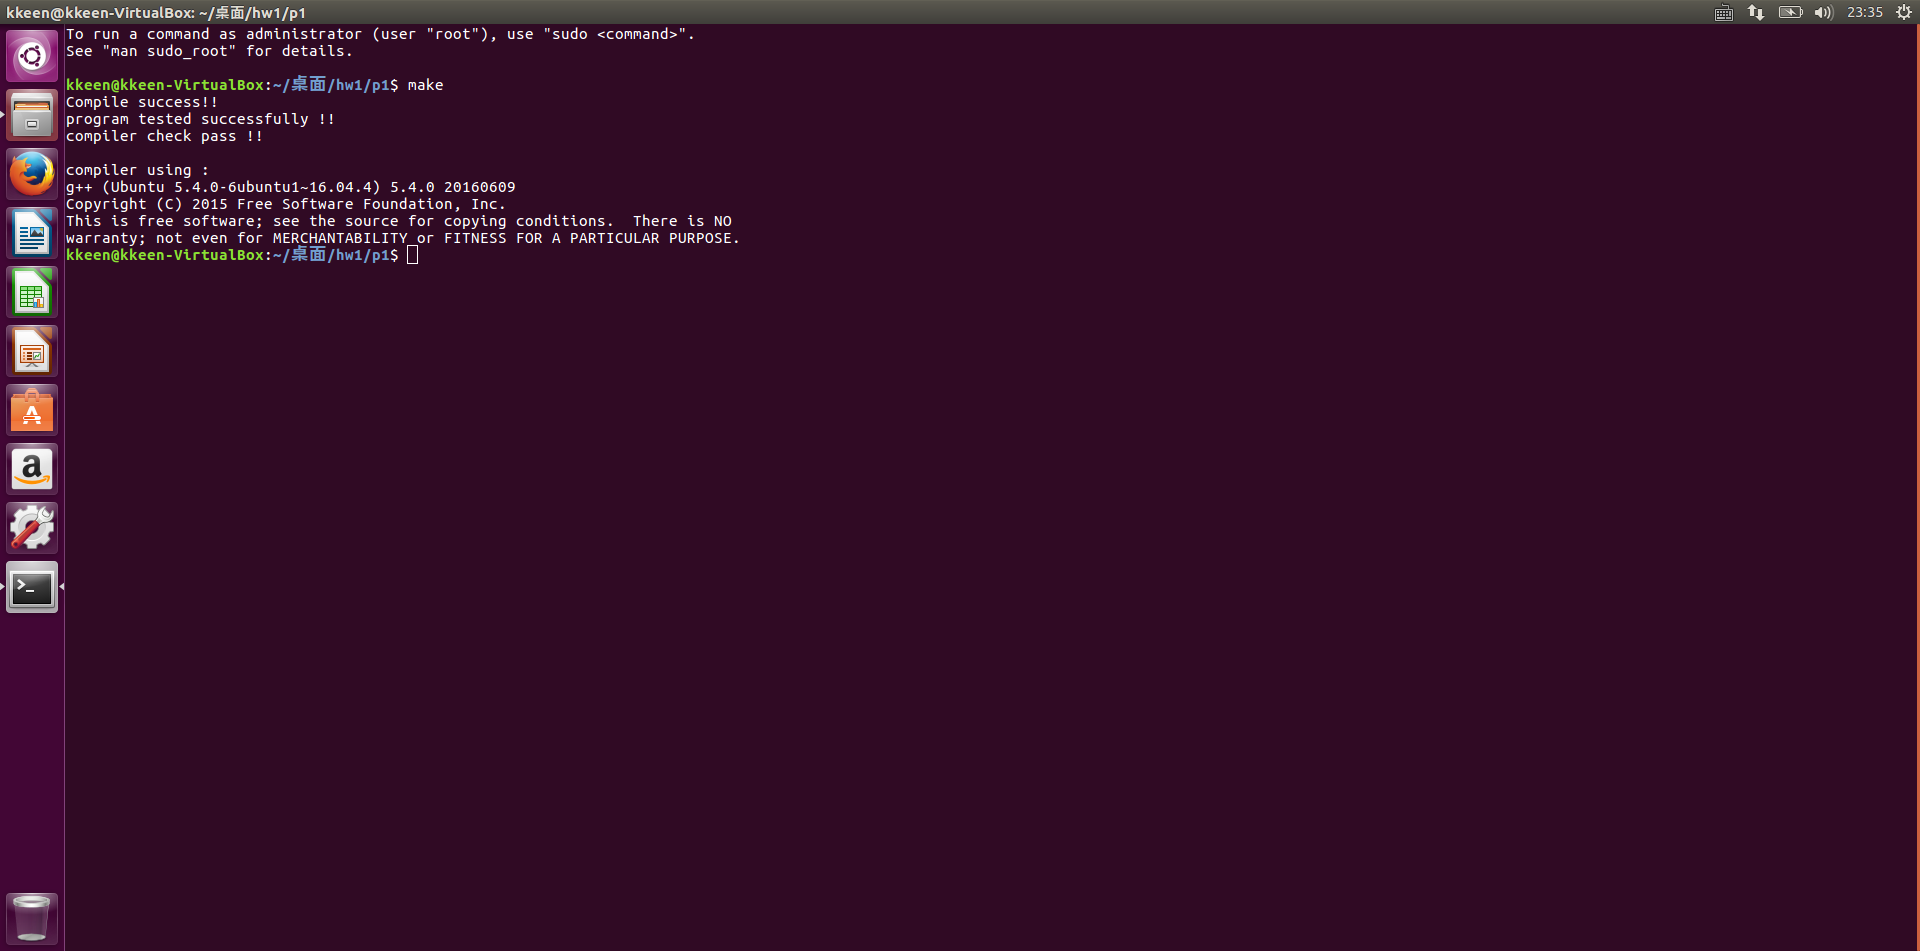 kkeen@kkeen-VirtualBox: ~/桌面/hw1/p1
23:35
To run a command as administrator (user "root"), use "sudo <command>".
See "man sudo_root" for details.
kkeen@kkeen-VirtualBox:~/桌面/hw1/p1$ make
Compile success!!
program tested successfully !!
compiler check pass !!
compiler using :
g++ (Ubuntu 5.4.0-6ubuntu1~16.04.4) 5.4.0 20160609
Copyright (C) 2015 Free Software Foundation, Inc.
This is free software; see the source for copying conditions.  There is NO
warranty; not even for MERCHANTABILITY or FITNESS FOR A PARTICULAR PURPOSE.
kkeen@kkeen-VirtualBox:~/桌面/hw1/p1$